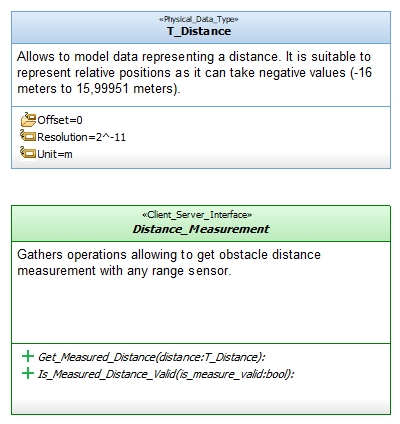 «Physical_Data_Type»
T_Distance
Allows to model data representing a distance. It is suitable to
represent relative positions as it can take negative values (-16
meters to 15,99951 meters).
Offset=0
Resolution=2^-11
Unit=m
«Client_Server_Interface»
Distance_Measurement
Gathers operations allowing to get obstacle distance
measurement with any range sensor.
Get_Measured_Distance(distance:T_Distance):
Is_Measured_Distance_Valid(is_measure_valid:bool):